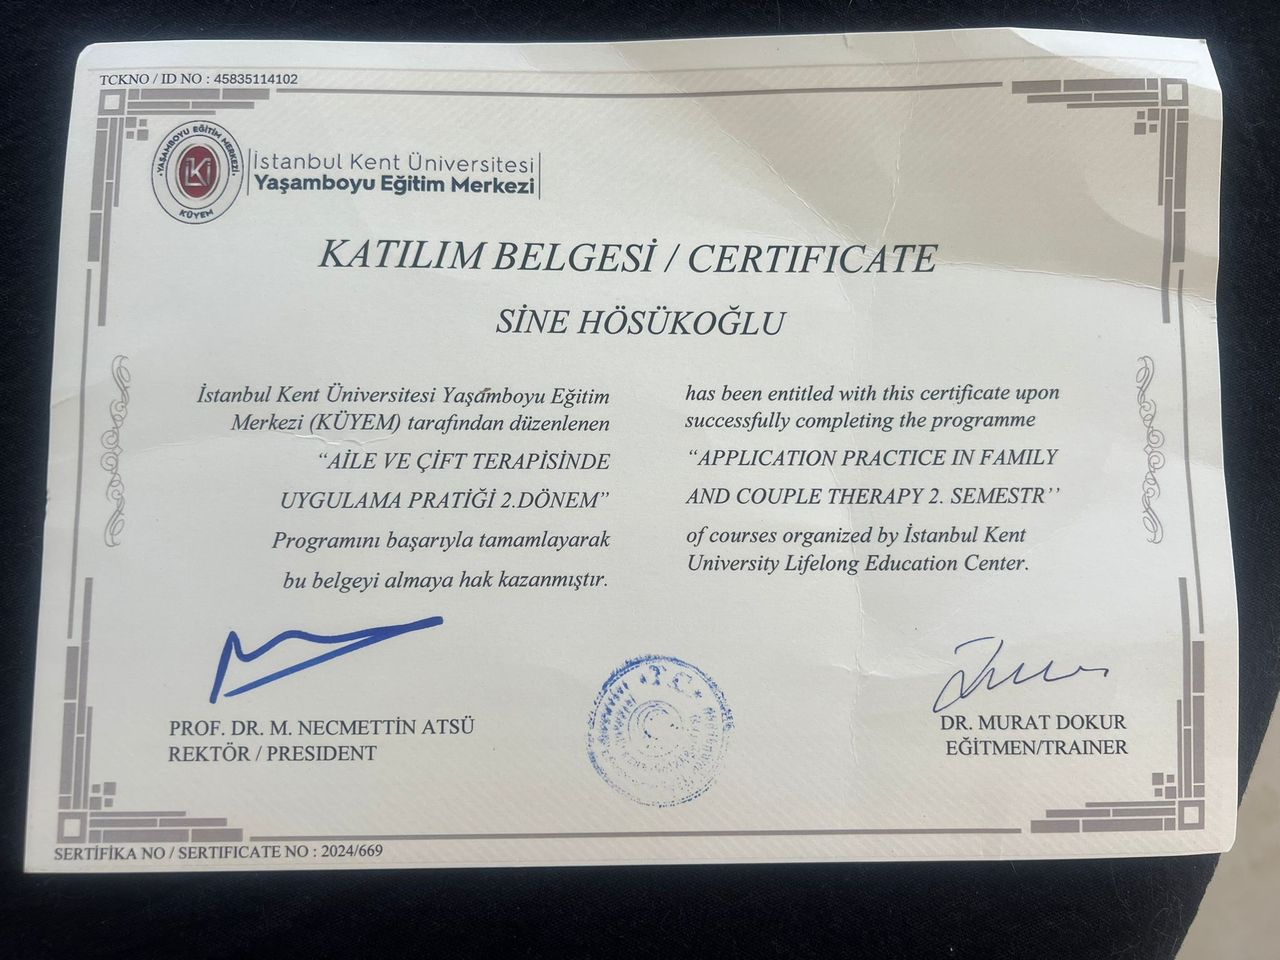 TCKNO / ID NO : 45835114102
YAŞAMBOYU EĞİTİM MERKEZİ
KÜYEM
İstanbul Kent Üniversitesi
Yaşamboyu Eğitim Merkezi
KATILIM BELGESİ / CERTIFICATE
SİNE HÖSÜKOĞLU
İstanbul Kent Üniversitesi Yaşamboyu Eğitim
Merkezi (KÜYEM) tarafından düzenlenen
“AİLE VE ÇİFT TERAPİSİNDE
UYGULAMA PRATİĞİ 2.DÖNEM”
Programını başarıyla tamamlayarak
bu belgeyi almaya hak kazanmıştır.
has been entitled with this certificate upon
successfully completing the programme
“APPLICATION PRACTICE IN FAMILY
AND COUPLE THERAPY 2. SEMESTR’’
of courses organized by İstanbul Kent
University Lifelong Education Center.
PROF. DR. M. NECMETTİN ATSÜ
REKTÖR / PRESIDENT
T.C.
DR. MURAT DOKUR
EĞİTMEN/TRAINER
SERTİFİKA NO / SERTIFICATE NO : 2024/669